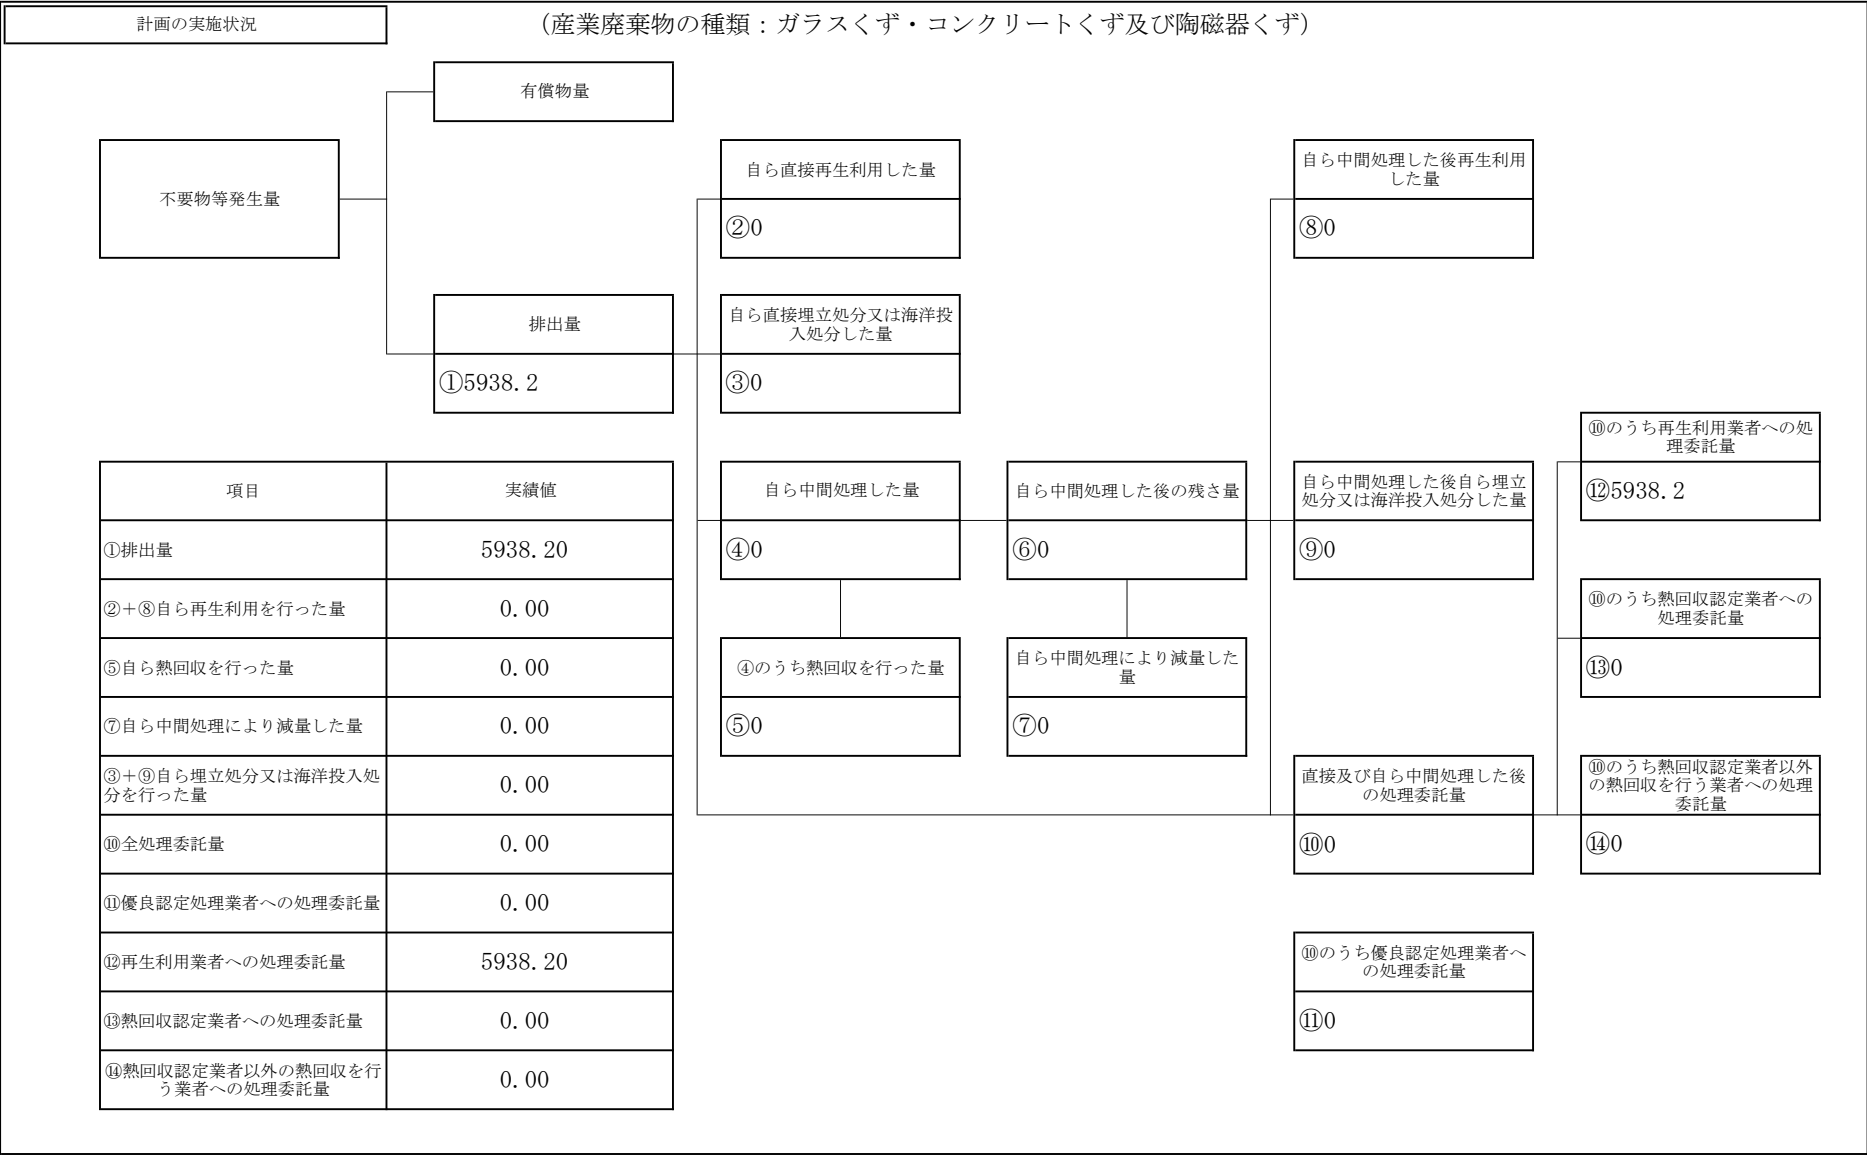 計画の実施状況
（産業廃棄物の種類：ガラスくず・コンクリートくず及び陶磁器くず）
有償物量
不要物等発生量
自ら直接再生利用した量
②0
自ら中間処理した後再生利用
した量
⑧0
排出量
①5938.2
自ら直接埋立処分又は海洋投
入処分した量
③0
⑩のうち再生利用業者への処
理委託量
⑫5938.2
自ら中間処理した量
④0
自ら中間処理した後の残さ量
⑥0
自ら中間処理した後自ら埋立
処分又は海洋投入処分した量
⑨0
⑩のうち熱回収認定業者への
処理委託量
⑬0
④のうち熱回収を行った量
⑤0
自ら中間処理により減量した
量
⑦0
直接及び自ら中間処理した後
の処理委託量
⑩0
⑩のうち熱回収認定業者以外
の熱回収を行う業者への処理
委託量
⑭0
⑩のうち優良認定処理業者へ
の処理委託量
⑪0
項目 実績値
①排出量 5938.20
②＋⑧自ら再生利用を行った量 0.00
⑤自ら熱回収を行った量 0.00
⑦自ら中間処理により減量した量 0.00
③＋⑨自ら埋立処分又は海洋投入処
分を行った量 0.00
⑩全処理委託量 0.00
⑪優良認定処理業者への処理委託量 0.00
⑫再生利用業者への処理委託量 5938.20
⑬熱回収認定業者への処理委託量 0.00
⑭熱回収認定業者以外の熱回収を行
う業者への処理委託量 0.00